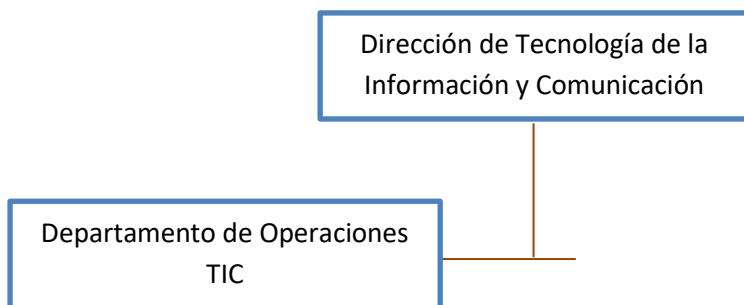 Dirección de Tecnología de la
Información y Comunicación
Departamento de Operaciones
TIC